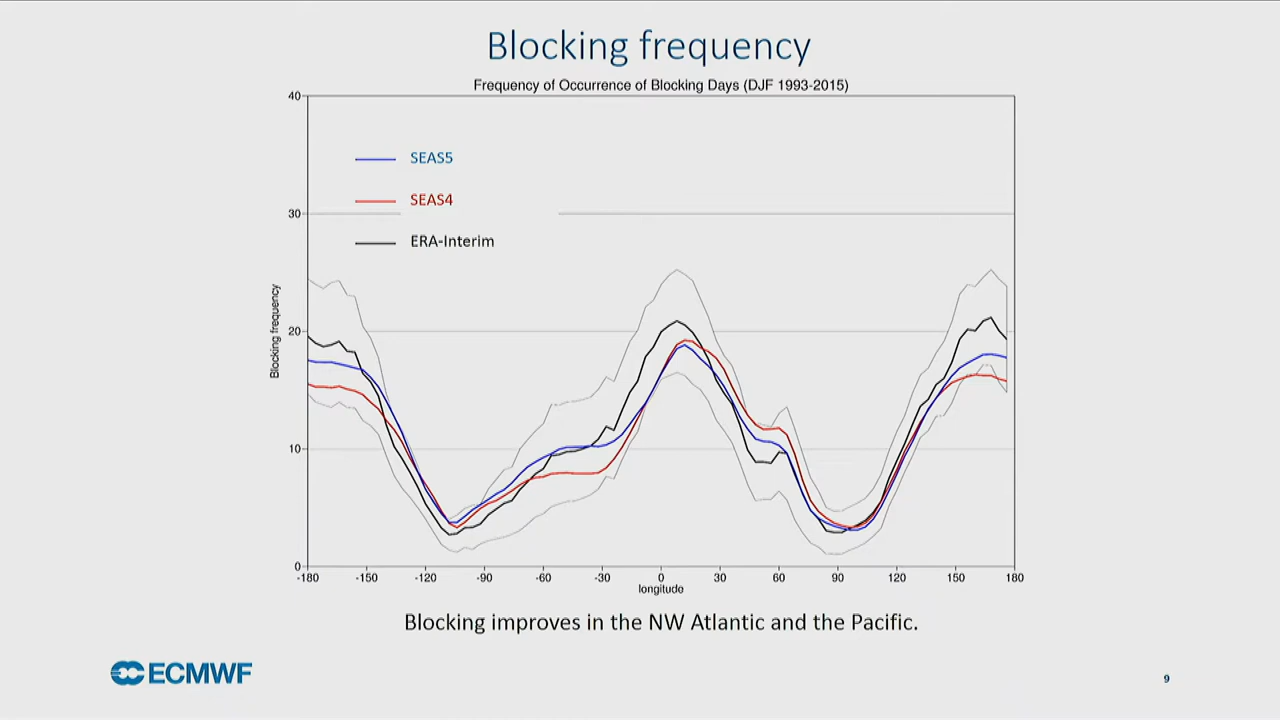 Blocking frequency
Frequency of Occurrence of Blocking Days (DJF 1993-2015)
40
30
20
10
0
Blocking frequency
SEAS5
SEAS4
ERA-Interim
-180 -150 -120 -90 -60 -30 0 30 60 90 120 150 180
longitude
Blocking improves in the NW Atlantic and the Pacific.
ECMWF
9